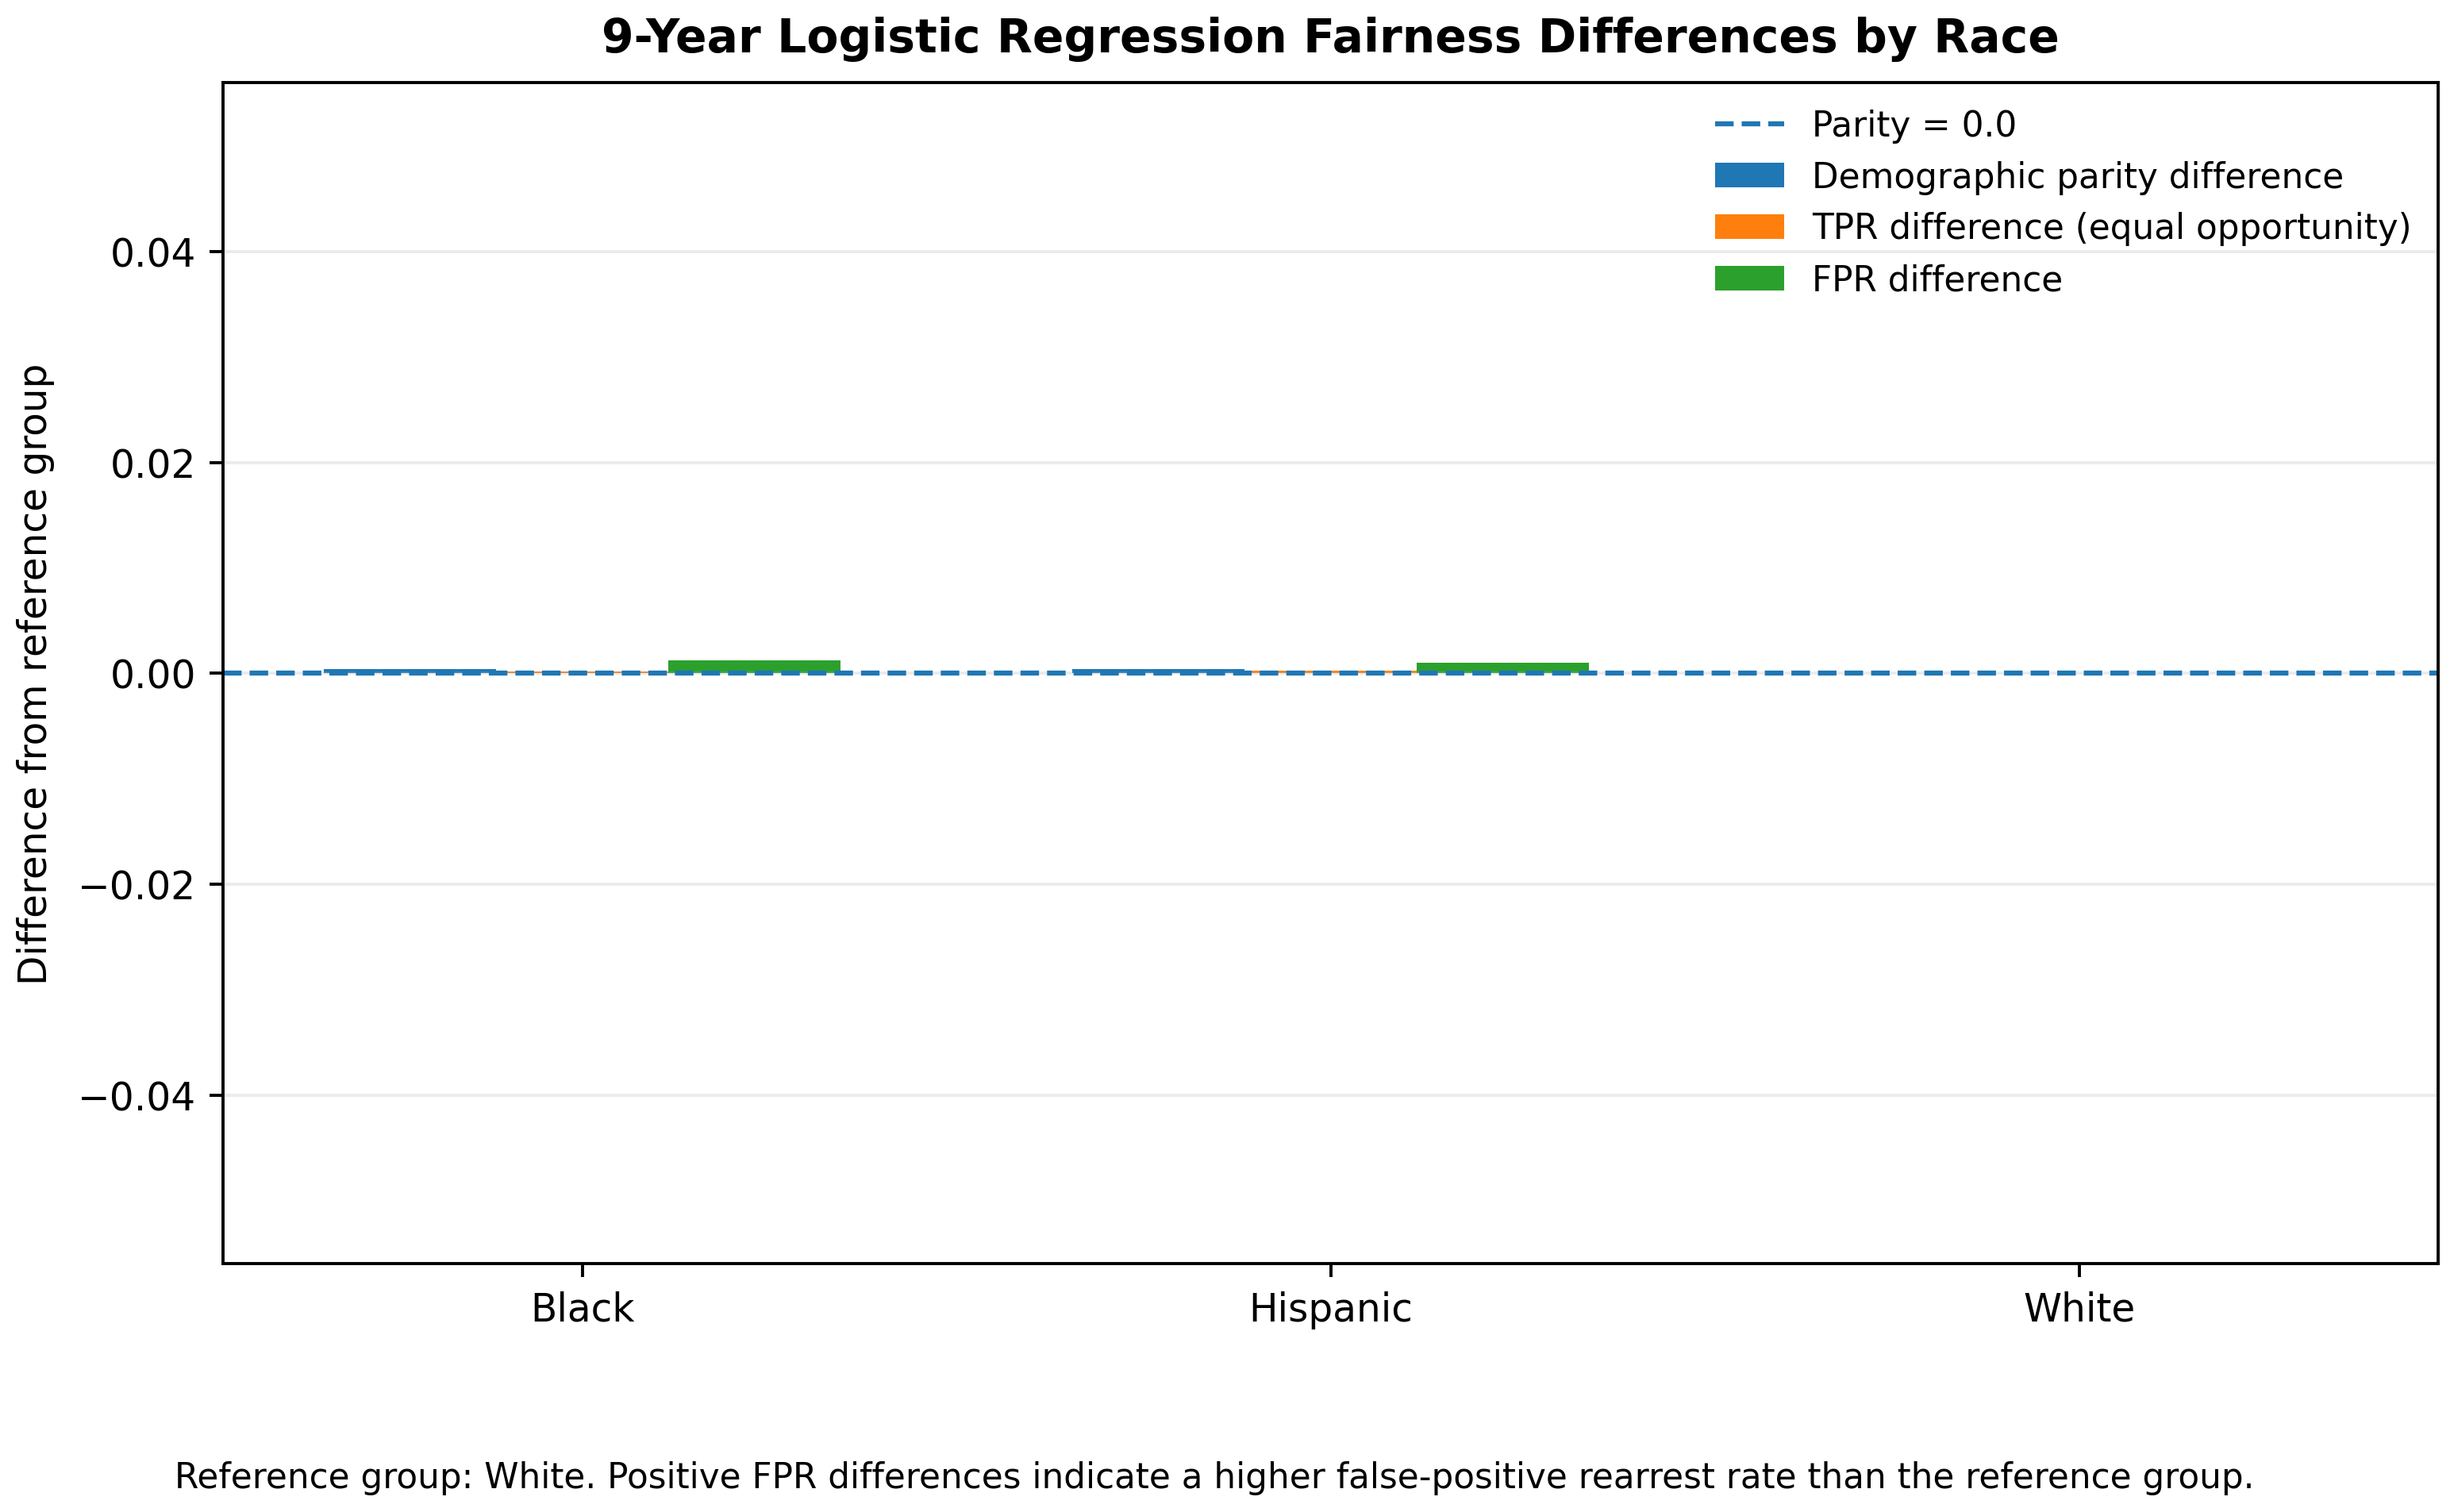 9-Year Logistic Regression Fairness Differences by Race
Parity = 0.0
Demographic parity difference
TPR difference (equal opportunity)
FPR difference
Difference from reference group
0.04
0.02
0.00
−0.02
−0.04
Black
Hispanic
White
Reference group: White. Positive FPR differences indicate a higher false-positive rearrest rate than the reference group.